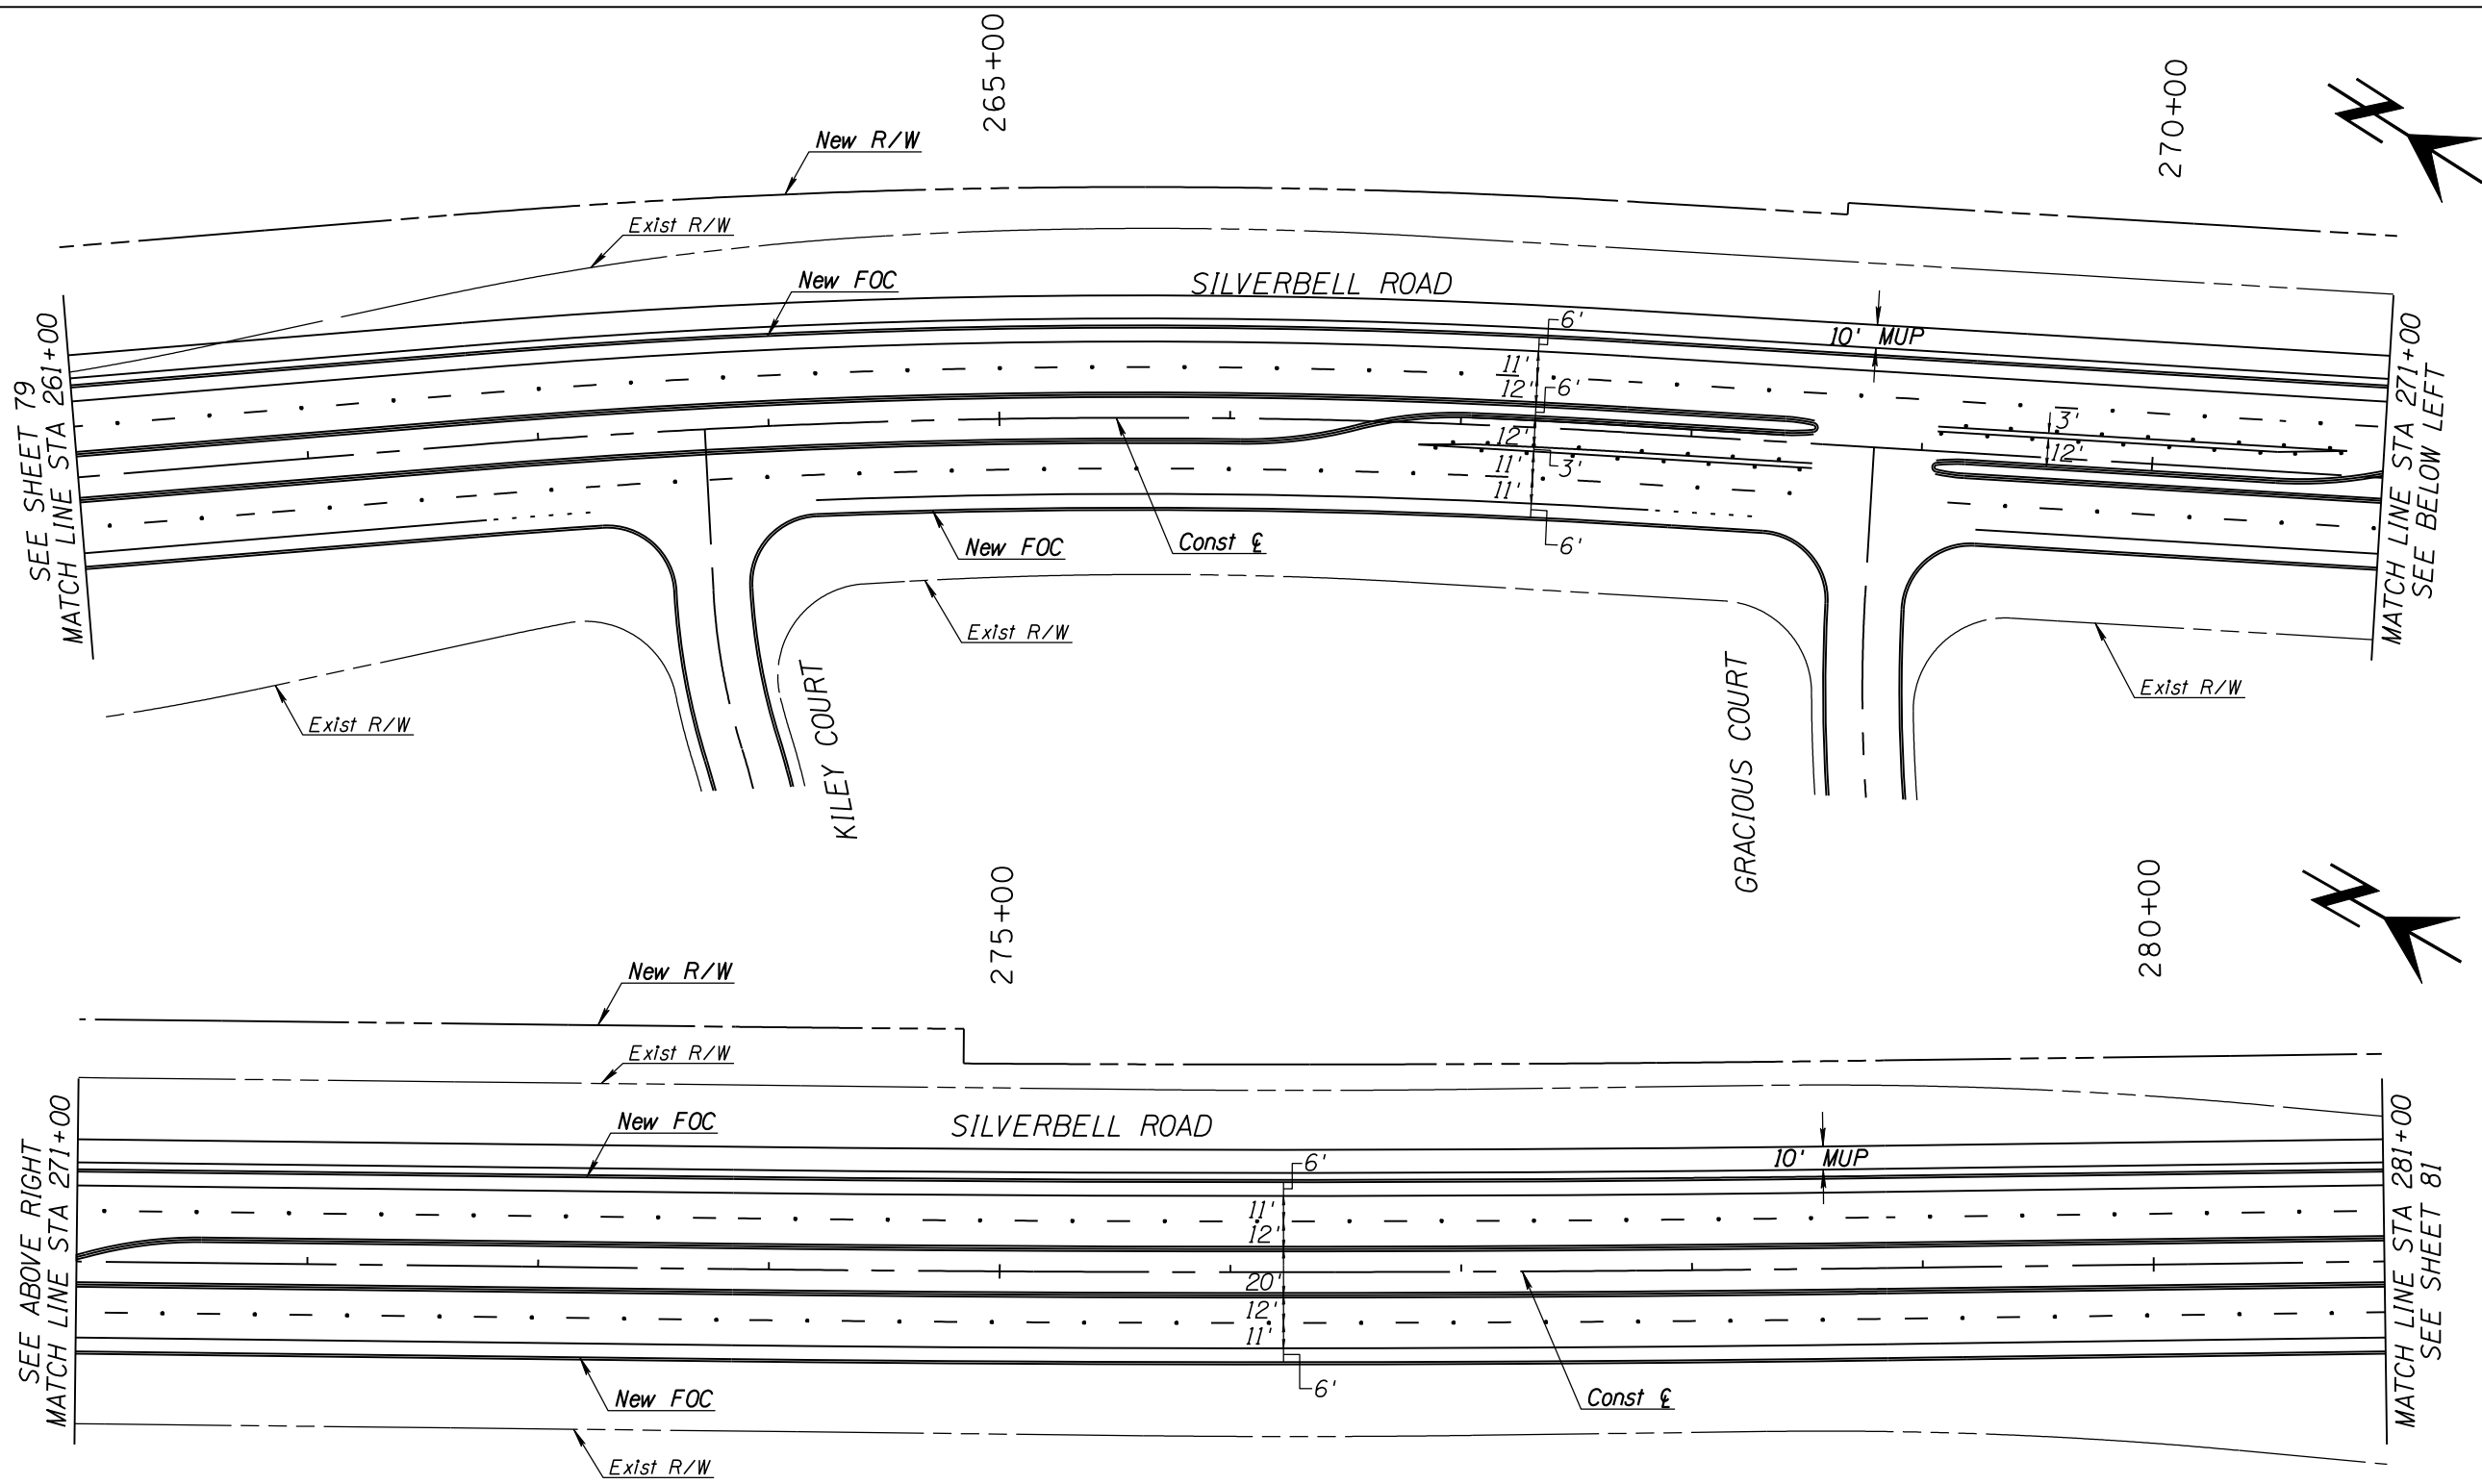 265+00
270+00
New R/W
Exist R/W
New FOC
SILVERBELL ROAD
6'
10' MUP
11'
12'
6'
12'
3'
11'
11'
6'
3'
12'
SEE SHEET 79
MATCH LINE STA 261+00
MATCH LINE STA 271+00
SEE BELOW LEFT
New FOC
Const ℄
Exist R/W
Exist R/W
Exist R/W
KILEY COURT
GRACIOUS COURT
275+00
280+00
New R/W
Exist R/W
New FOC
SILVERBELL ROAD
6'
10' MUP
11'
12'
20'
12'
11'
6'
SEE ABOVE RIGHT
MATCH LINE STA 271+00
MATCH LINE STA 281+00
SEE SHEET 81
New FOC
Const ℄
Exist R/W